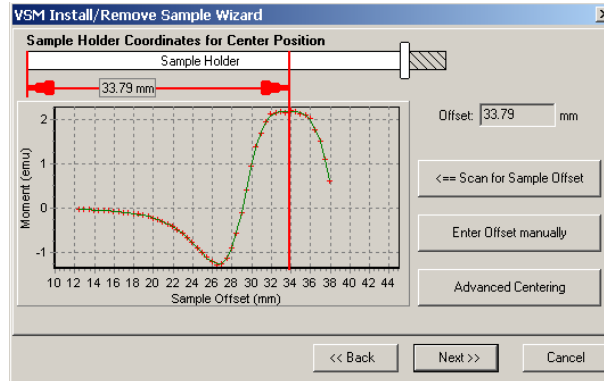 VSM Install/Remove Sample Wizard
Sample Holder Coordinates for Center Position
Sample Holder
33.79 mm
Offset: 33.79 mm
<== Scan for Sample Offset
Enter Offset manually
Advanced Centering
Moment (emu)
2
1
0
-1
10 12 14 16 18 20 22 24 26 28 30 32 34 36 38 40 42 44
Sample Offset (mm)
<< Back
Next >>
Cancel